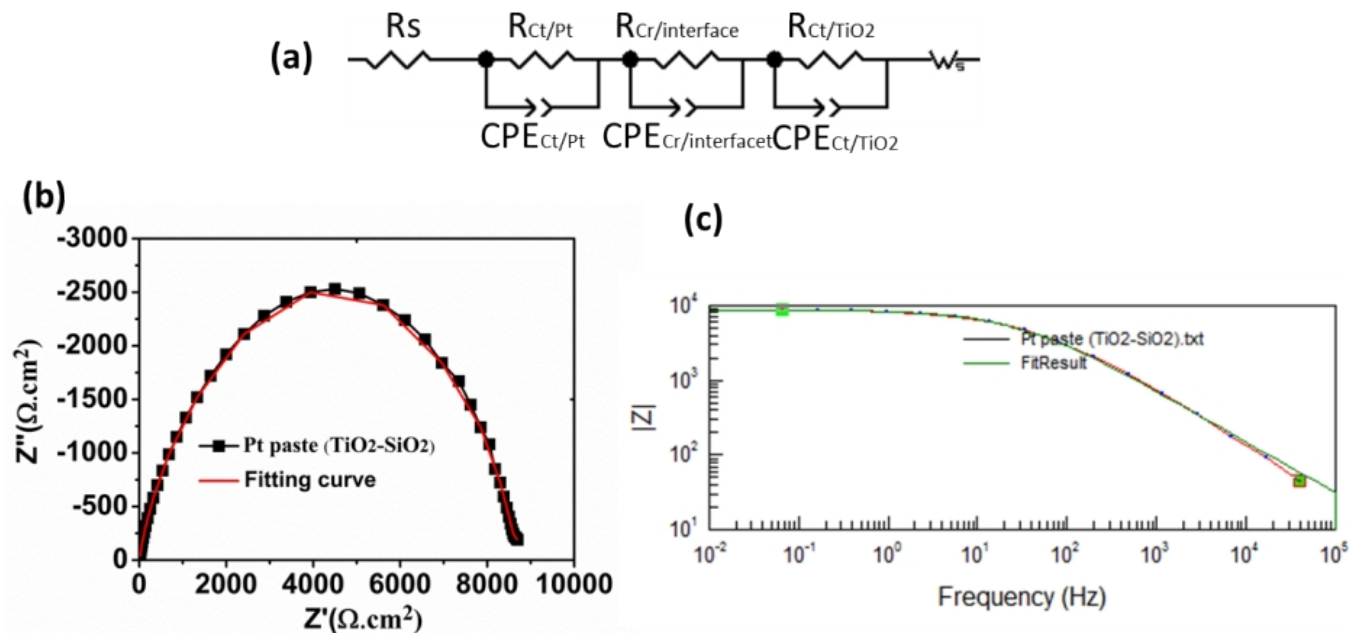 (a)
Rs RCt/Pt RCr/interface RCt/TiO2
Ws
CPECt/Pt CPECr/interfacet CPECt/TiO2
(b)
-3000
-2500
-2000
-1500
-1000
-500
0
Z''(Ω.cm²)
Pt paste (TiO2-SiO2)
Fitting curve
0 2000 4000 6000 8000 10000
Z'(Ω.cm²)
(c)
10⁴
10³
10²
10¹
|Z|
Pt paste (TiO2-SiO2).txt
FitResult
10⁻² 10⁻¹ 10⁰ 10¹ 10² 10³ 10⁴ 10⁵
Frequency (Hz)